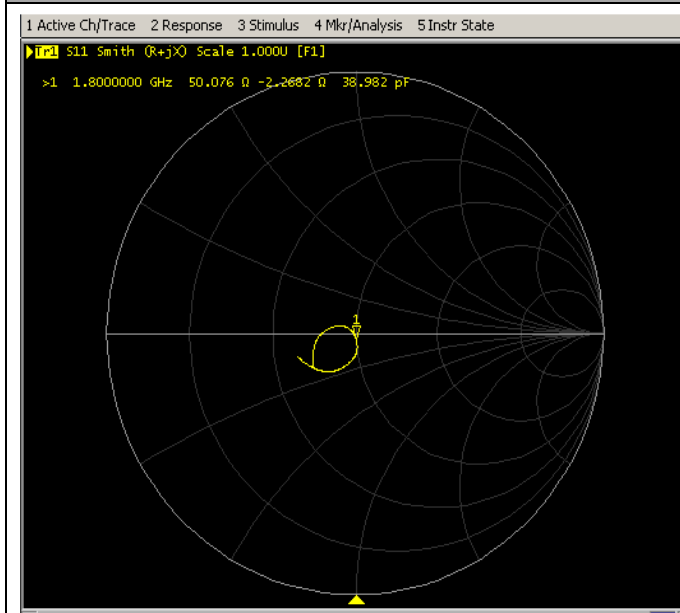 1 Active Ch/Trace 2 Response 3 Stimulus 4 Mkr/Analysis 5 Instr State
Tr1 S11 Smith (R+jX) Scale 1.000U [F1]
>1 1.8000000 GHz 50.076 Ω -2.2682 Ω 38.982 pF
1